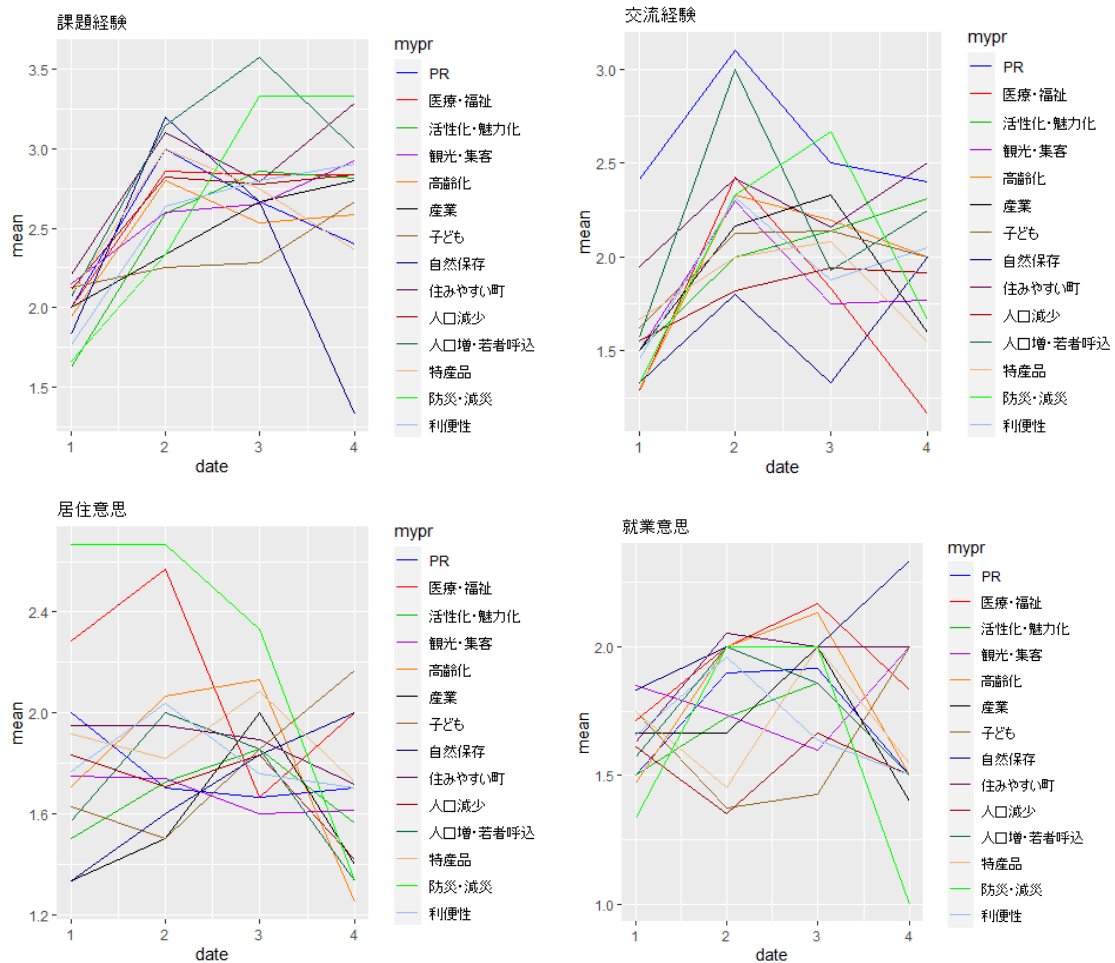 課題経験
mean
3.5
3.0
2.5
2.0
1.5
1
2
3
4
date
mypr
PR
医療・福祉
活性化・魅力化
観光・集客
高齢化
産業
子ども
自然保存
住みやすい町
人口減少
人口増・若者呼込
特産品
防災・減災
利便性
交流経験
mean
3.0
2.5
2.0
1.5
1
2
3
4
date
mypr
PR
医療・福祉
活性化・魅力化
観光・集客
高齢化
産業
子ども
自然保存
住みやすい町
人口減少
人口増・若者呼込
特産品
防災・減災
利便性
居住意思
mean
2.4
2.0
1.6
1.2
1
2
3
4
date
mypr
PR
医療・福祉
活性化・魅力化
観光・集客
高齢化
産業
子ども
自然保存
住みやすい町
人口減少
人口増・若者呼込
特産品
防災・減災
利便性
就業意思
mean
2.0
1.5
1.0
1
2
3
4
date
mypr
PR
医療・福祉
活性化・魅力化
観光・集客
高齢化
産業
子ども
自然保存
住みやすい町
人口減少
人口増・若者呼込
特産品
防災・減災
利便性